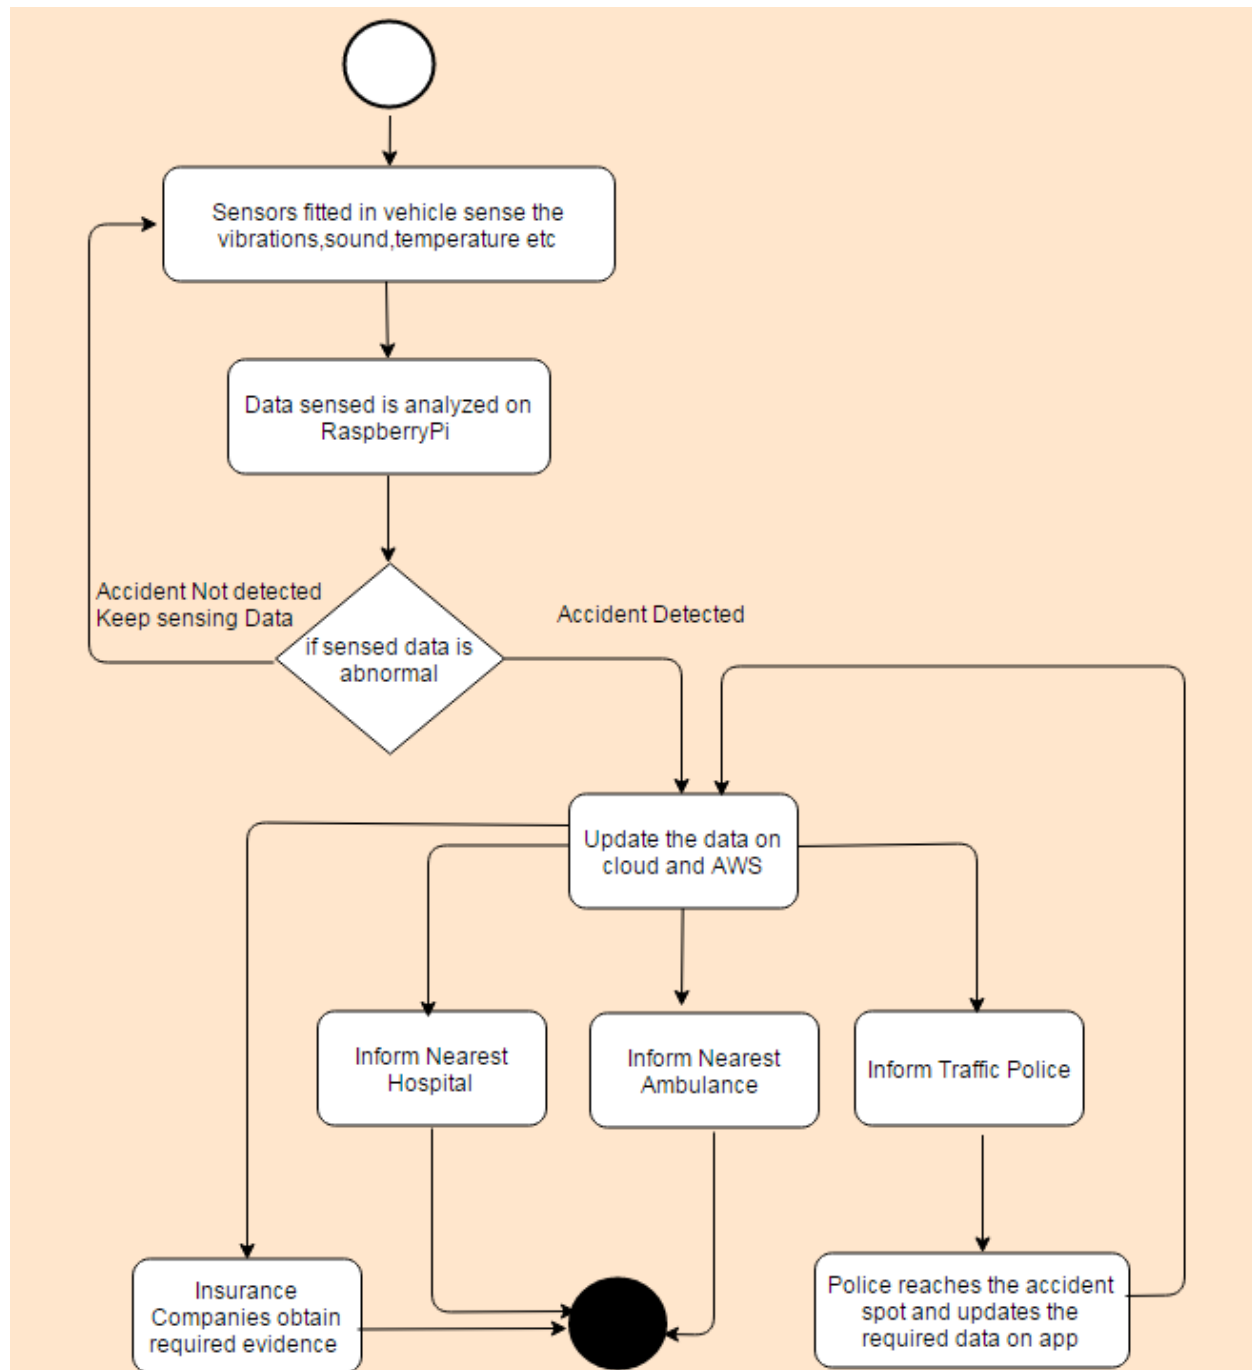 Sensors fitted in vehicle sense the
vibrations,sound,temperature etc
Data sensed is analyzed on
RaspberryPi
Accident Not detected
Keep sensing Data
Accident Detected
if sensed data is
abnormal
Update the data on
cloud and AWS
Inform Nearest
Hospital
Inform Nearest
Ambulance
Inform Traffic Police
Insurance
Companies obtain
required evidence
Police reaches the accident
spot and updates the
required data on app